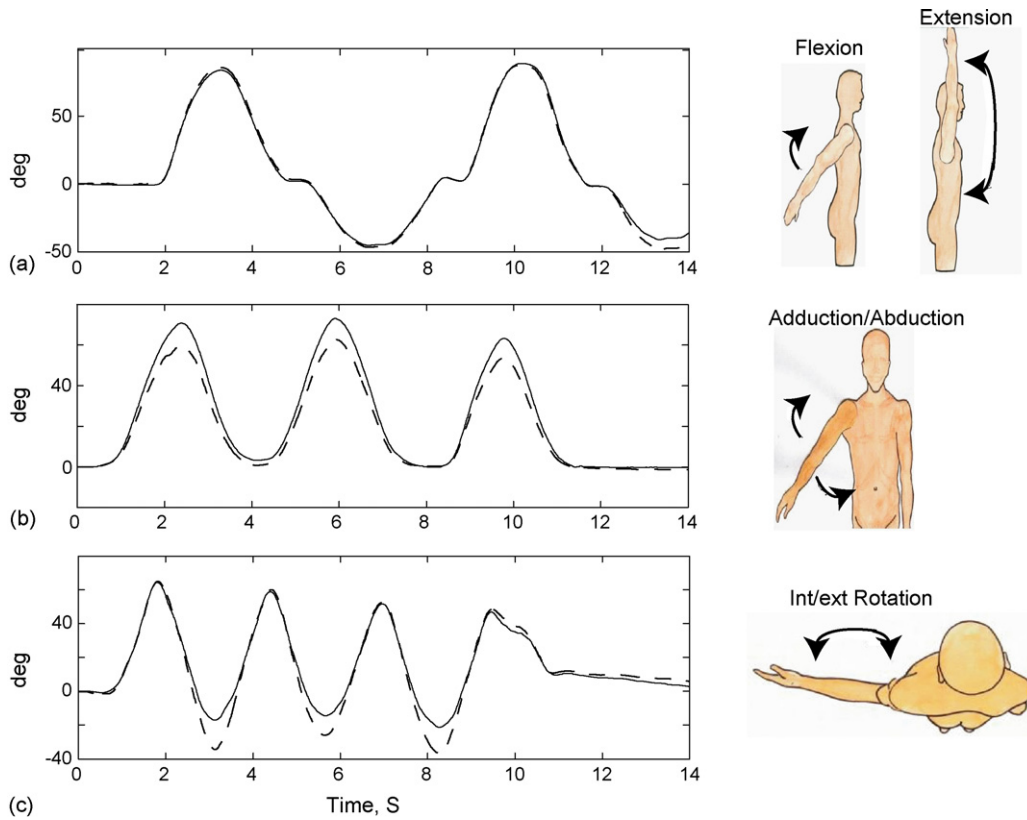 Extension
Flexion
deg
50
0
-50
(a)
0 2 4 6 8 10 12 14
Adduction/Abduction
deg
40
0
(b)
0 2 4 6 8 10 12 14
Int/ext Rotation
deg
40
0
-40
0 2 4 6 8 10 12 14
(c)
Time, S